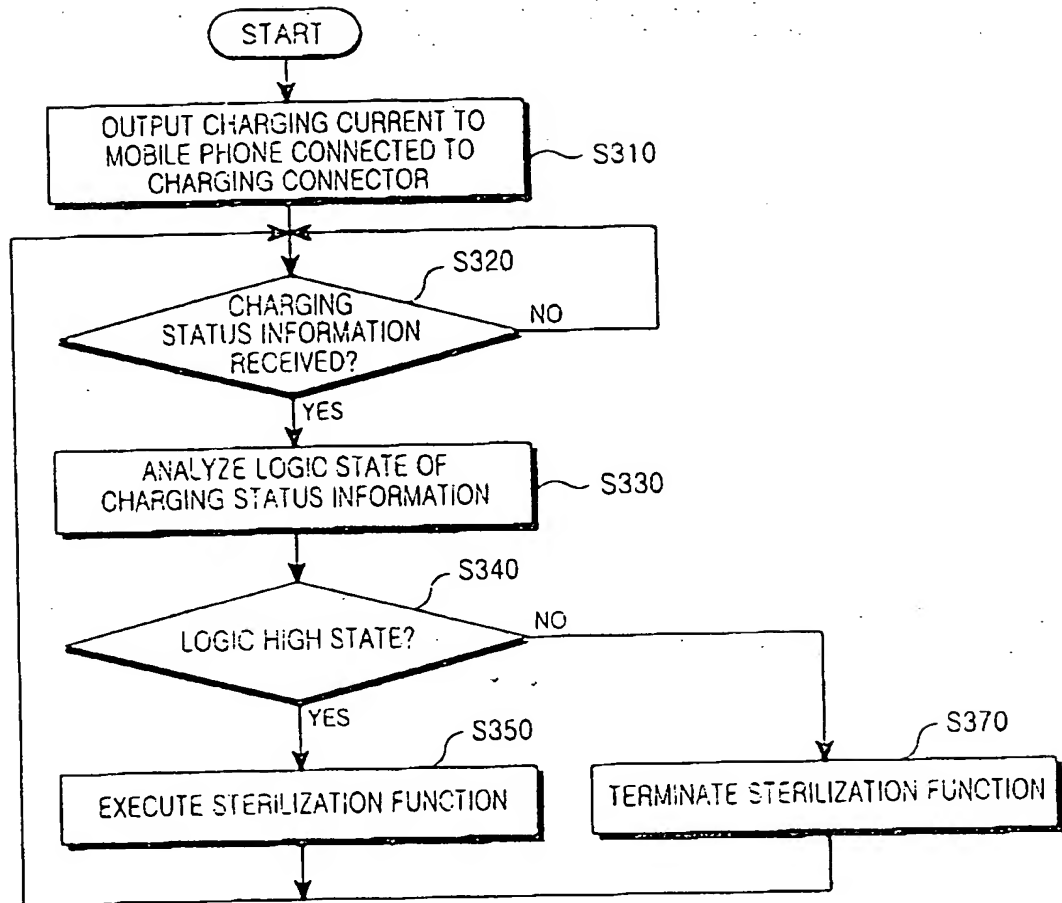 START
OUTPUT CHARGING CURRENT TO
MOBILE PHONE CONNECTED TO
CHARGING CONNECTOR
S310
S320
CHARGING
STATUS INFORMATION
RECEIVED?
NO
YES
ANALYZE LOGIC STATE OF
CHARGING STATUS INFORMATION
S330
S340
LOGIC HIGH STATE?
NO
YES
S350
EXECUTE STERILIZATION FUNCTION
S370
TERMINATE STERILIZATION FUNCTION